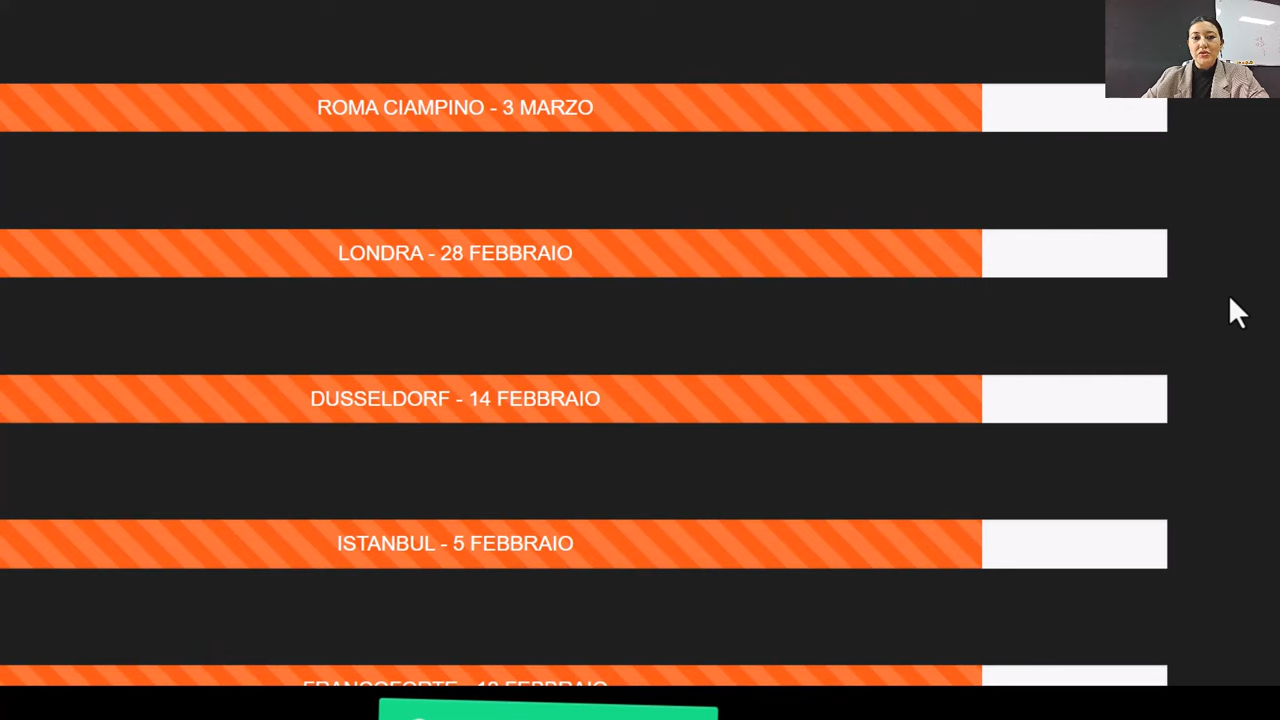 ROMA CIAMPINO - 3 MARZO
LONDRA - 28 FEBBRAIO
DUSSELDORF - 14 FEBBRAIO
ISTANBUL - 5 FEBBRAIO